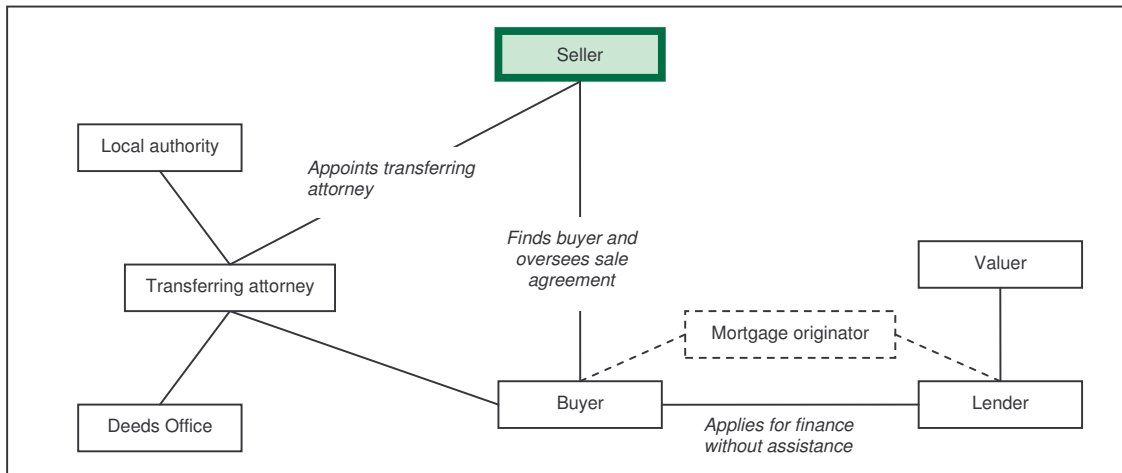 Seller
Local authority
Appoints transferring
attorney
Finds buyer and
oversees sale
agreement
Valuer
Transferring attorney
Mortgage originator
Buyer
Lender
Deeds Office
Applies for finance
without assistance